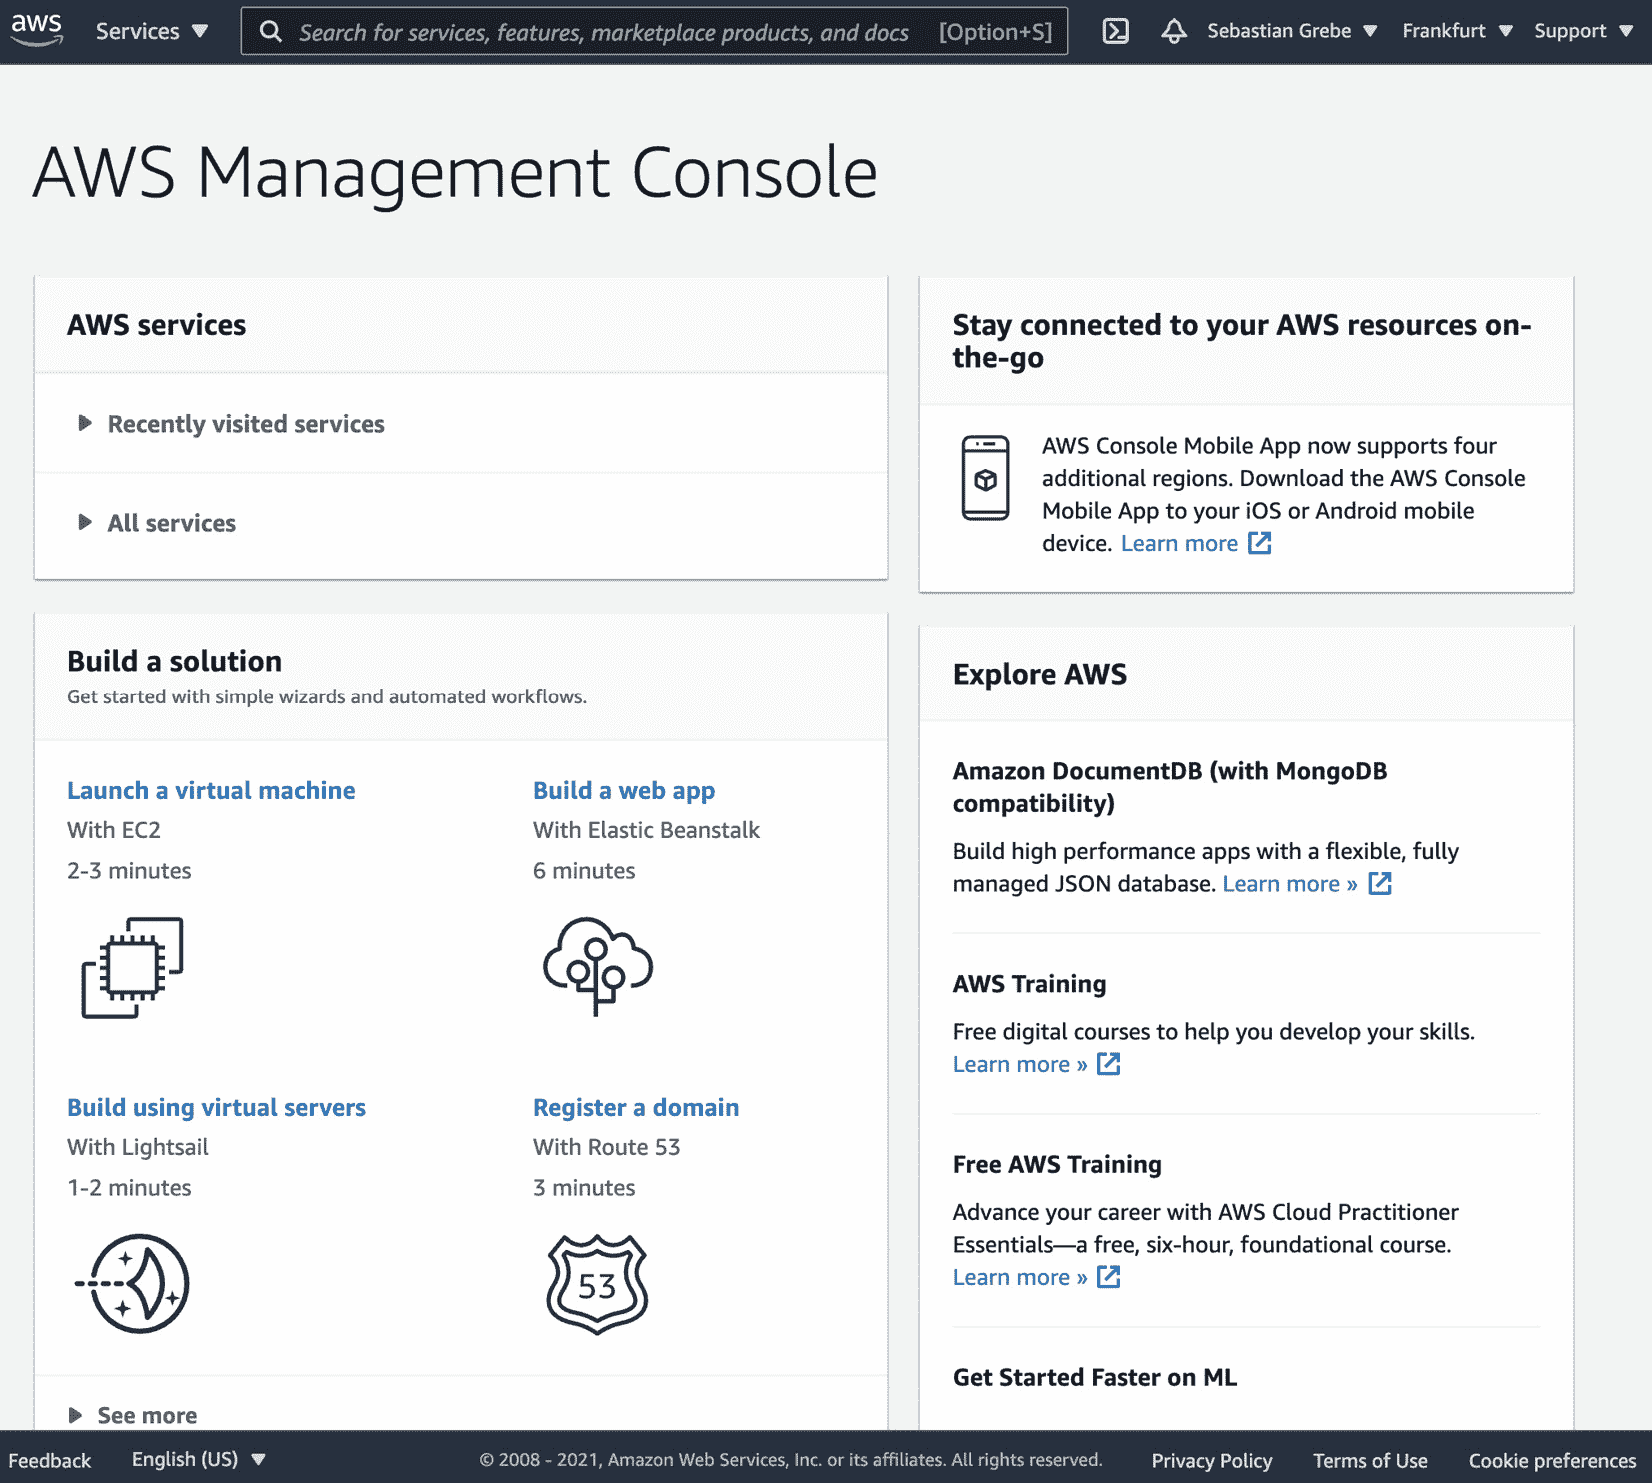 aws
Services
Search for services, features, marketplace products, and docs [Option+S]
Sebastian Grebe
Frankfurt
Support
AWS Management Console
AWS services
Recently visited services
All services
Build a solution
Get started with simple wizards and automated workflows.
Launch a virtual machine
With EC2
2-3 minutes
Build a web app
With Elastic Beanstalk
6 minutes
Build using virtual servers
With Lightsail
1-2 minutes
Register a domain
With Route 53
3 minutes
53
See more
Stay connected to your AWS resources on-
the-go
AWS Console Mobile App now supports four
additional regions. Download the AWS Console
Mobile App to your iOS or Android mobile
device. Learn more
Explore AWS
Amazon DocumentDB (with MongoDB
compatibility)
Build high performance apps with a flexible, fully
managed JSON database. Learn more »
AWS Training
Free digital courses to help you develop your skills.
Learn more »
Free AWS Training
Advance your career with AWS Cloud Practitioner
Essentials—a free, six-hour, foundational course.
Learn more »
Get Started Faster on ML
Feedback
English (US)
© 2008 - 2021, Amazon Web Services, Inc. or its affiliates. All rights reserved.
Privacy Policy
Terms of Use
Cookie preferences